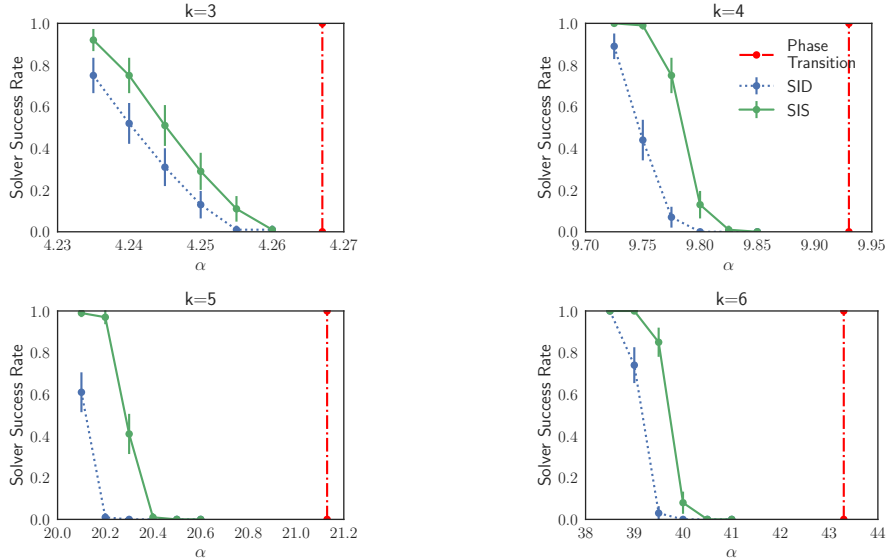 k=3
Solver Success Rate
1.0
0.8
0.6
0.4
0.2
0.0
4.23 4.24 4.25 4.26 4.27
α
k=4
Solver Success Rate
1.0
0.8
0.6
0.4
0.2
0.0
Phase
Transition
SID
SIS
9.70 9.75 9.80 9.85 9.90 9.95
α
k=5
Solver Success Rate
1.0
0.8
0.6
0.4
0.2
0.0
20.0 20.2 20.4 20.6 20.8 21.0 21.2
α
k=6
Solver Success Rate
1.0
0.8
0.6
0.4
0.2
0.0
38 39 40 41 42 43 44
α